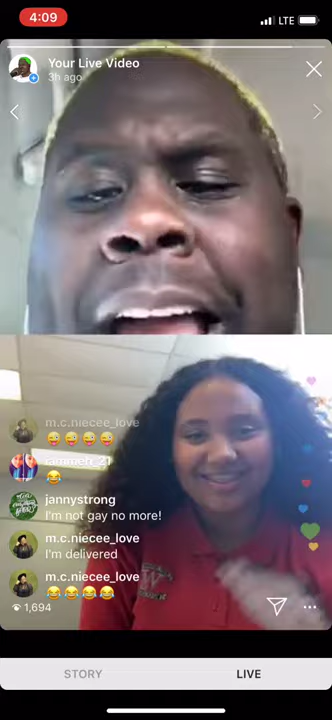 4:09
LTE
Your Live Video
3h ago
m.c.niecee_love
jannystrong
I'm not gay no more!
m.c.niecee_love
I'm delivered
m.c.niecee_love
1,694
STORY
LIVE